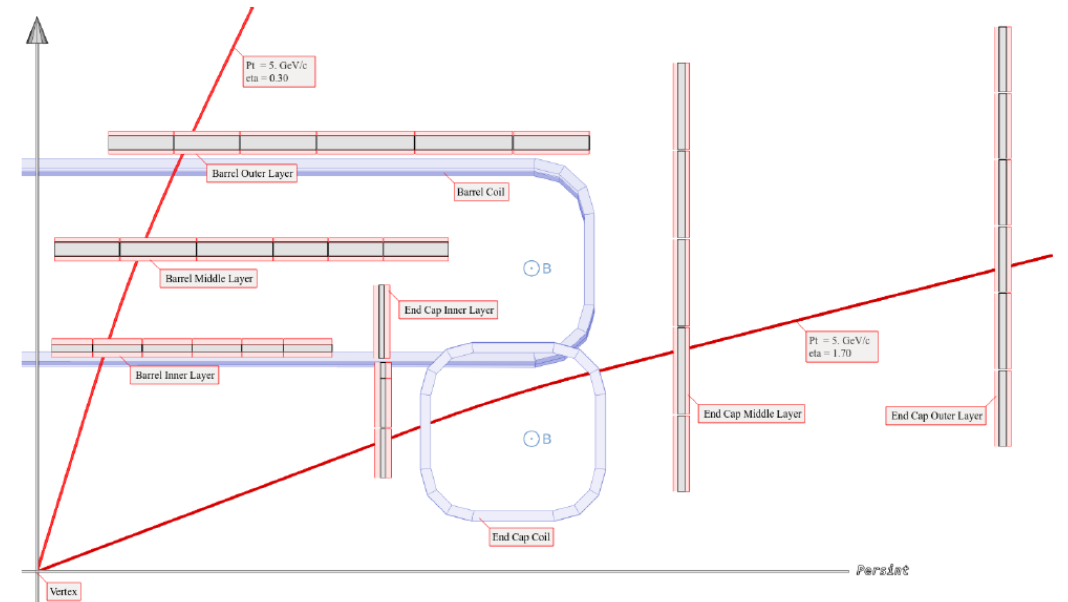 Pt = 5. GeV/c
eta = 0.30
Barrel Outer Layer
Barrel Coil
B
Barrel Middle Layer
End Cap Inner Layer
Pt = 5. GeV/c
eta = 1.70
Barrel Inner Layer
End Cap Middle Layer
End Cap Outer Layer
B
End Cap Coil
Persint
Vertex